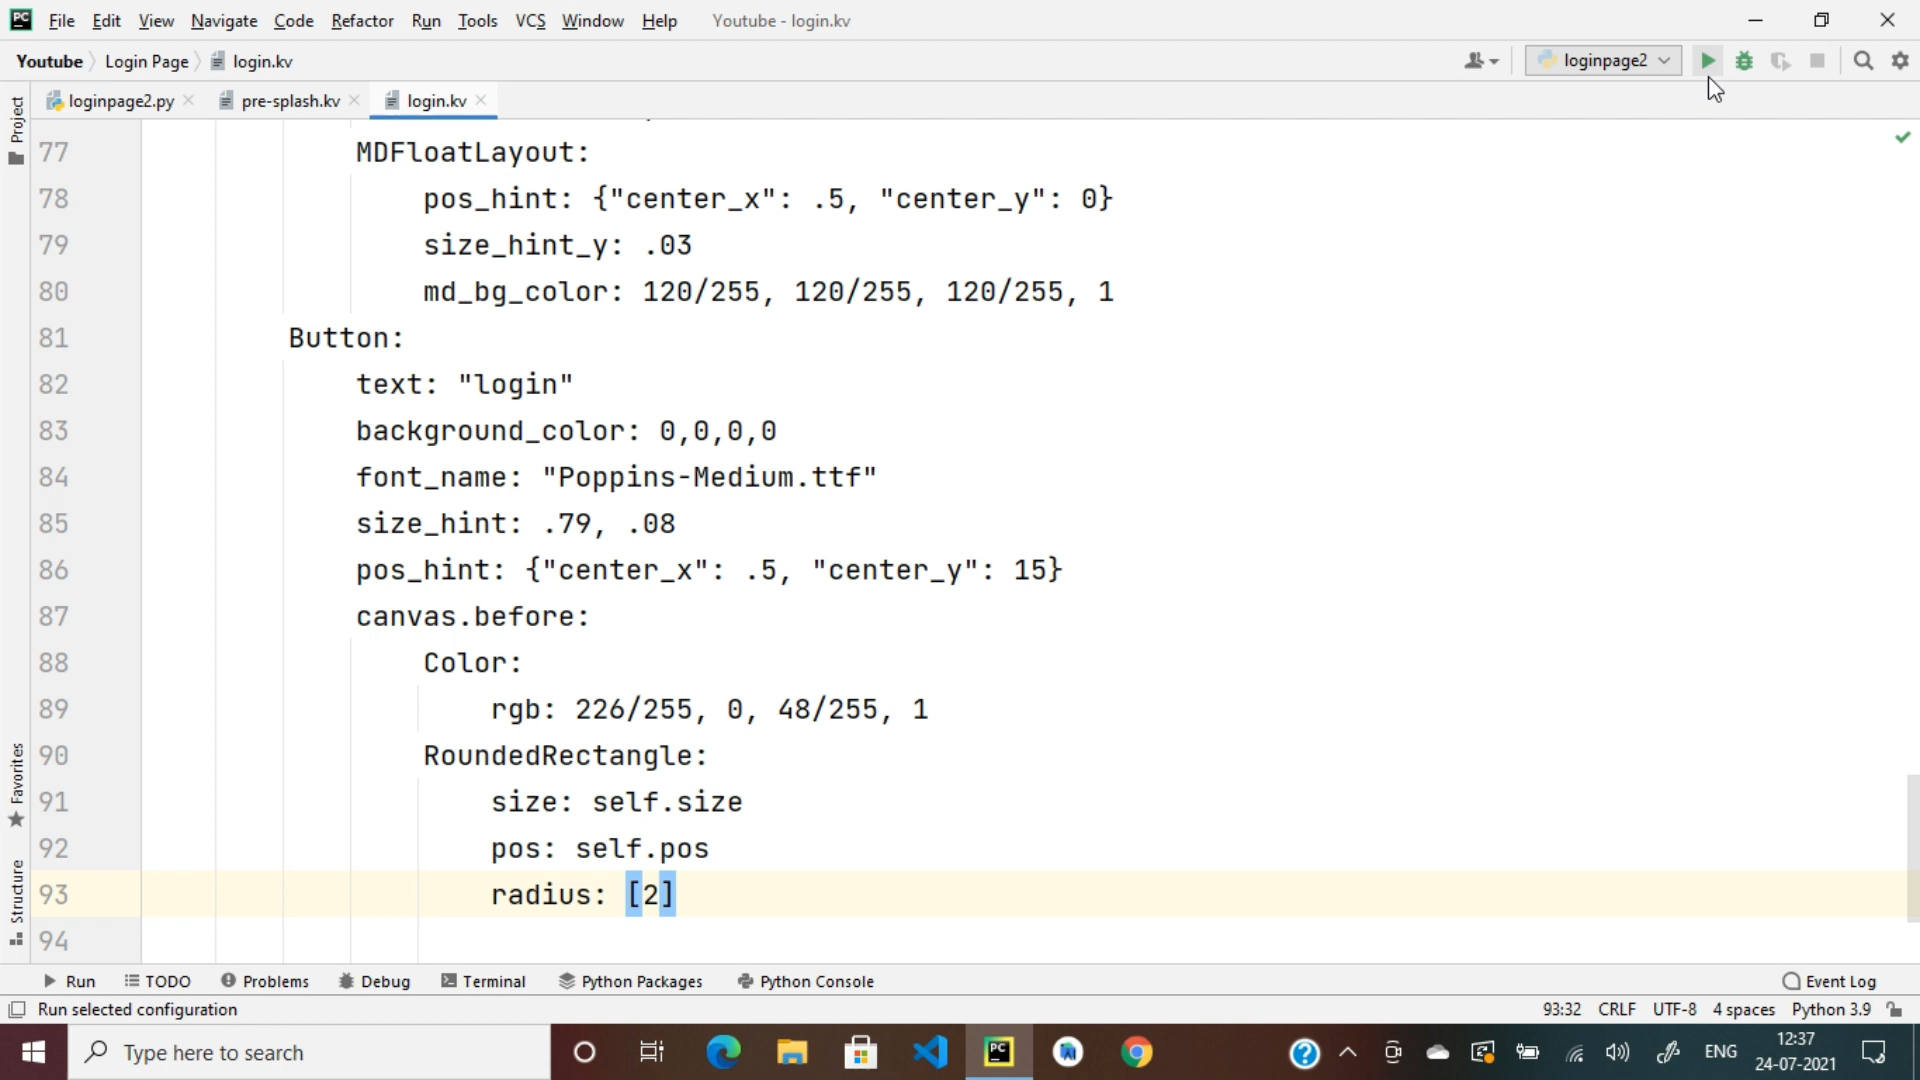 PC File Edit View Navigate Code Refactor Run Tools VCS Window Help Youtube - login.kv
Youtube Login Page login.kv loginpage2
loginpage2.py pre-splash.kv login.kv
Project
77 MDFloatLayout:
78 pos_hint: {"center_x": .5, "center_y": 0}
79 size_hint_y: .03
80 md_bg_color: 120/255, 120/255, 120/255, 1
81 Button:
82 text: "login"
83 background_color: 0,0,0,0
84 font_name: "Poppins-Medium.ttf"
85 size_hint: .79, .08
86 pos_hint: {"center_x": .5, "center_y": 15}
87 canvas.before:
88 Color:
89 rgb: 226/255, 0, 48/255, 1
90 RoundedRectangle:
91 size: self.size
92 pos: self.pos
93 radius: [2]
94
Favorites
Structure
Run TODO Problems Debug Terminal Python Packages Python Console Event Log
Run selected configuration 93:32 CRLF UTF-8 4 spaces Python 3.9
Type here to search PC ENG 12:37
24-07-2021